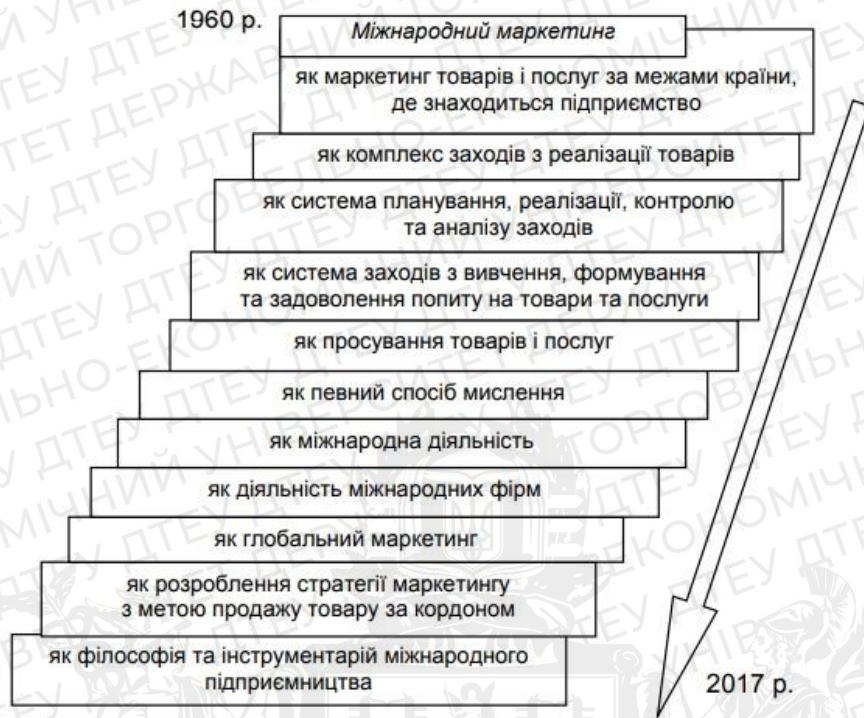 1960 р.
Міжнародний маркетинг
як маркетинг товарів і послуг за межами країни,
де знаходиться підприємство
як комплекс заходів з реалізації товарів
як система планування, реалізації, контролю
та аналізу заходів
як система заходів з вивчення, формування
та задоволення попиту на товари та послуги
як просування товарів і послуг
як певний спосіб мислення
як міжнародна діяльність
як діяльність міжнародних фірм
як глобальний маркетинг
як розроблення стратегії маркетингу
з метою продажу товару за кордоном
як філософія та інструментарій міжнародного
підприємництва
2017 р.